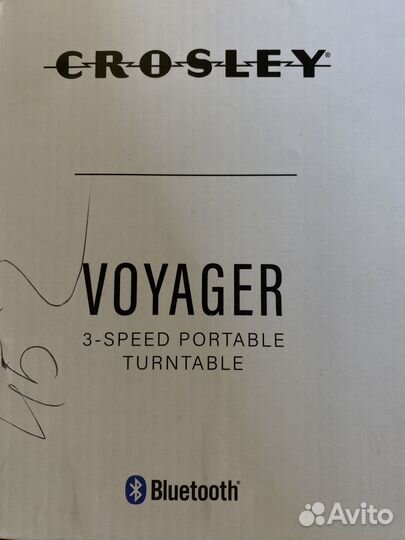 CROSLEY
VOYAGER
3-SPEED PORTABLE
TURNTABLE
Bluetooth®
Avito